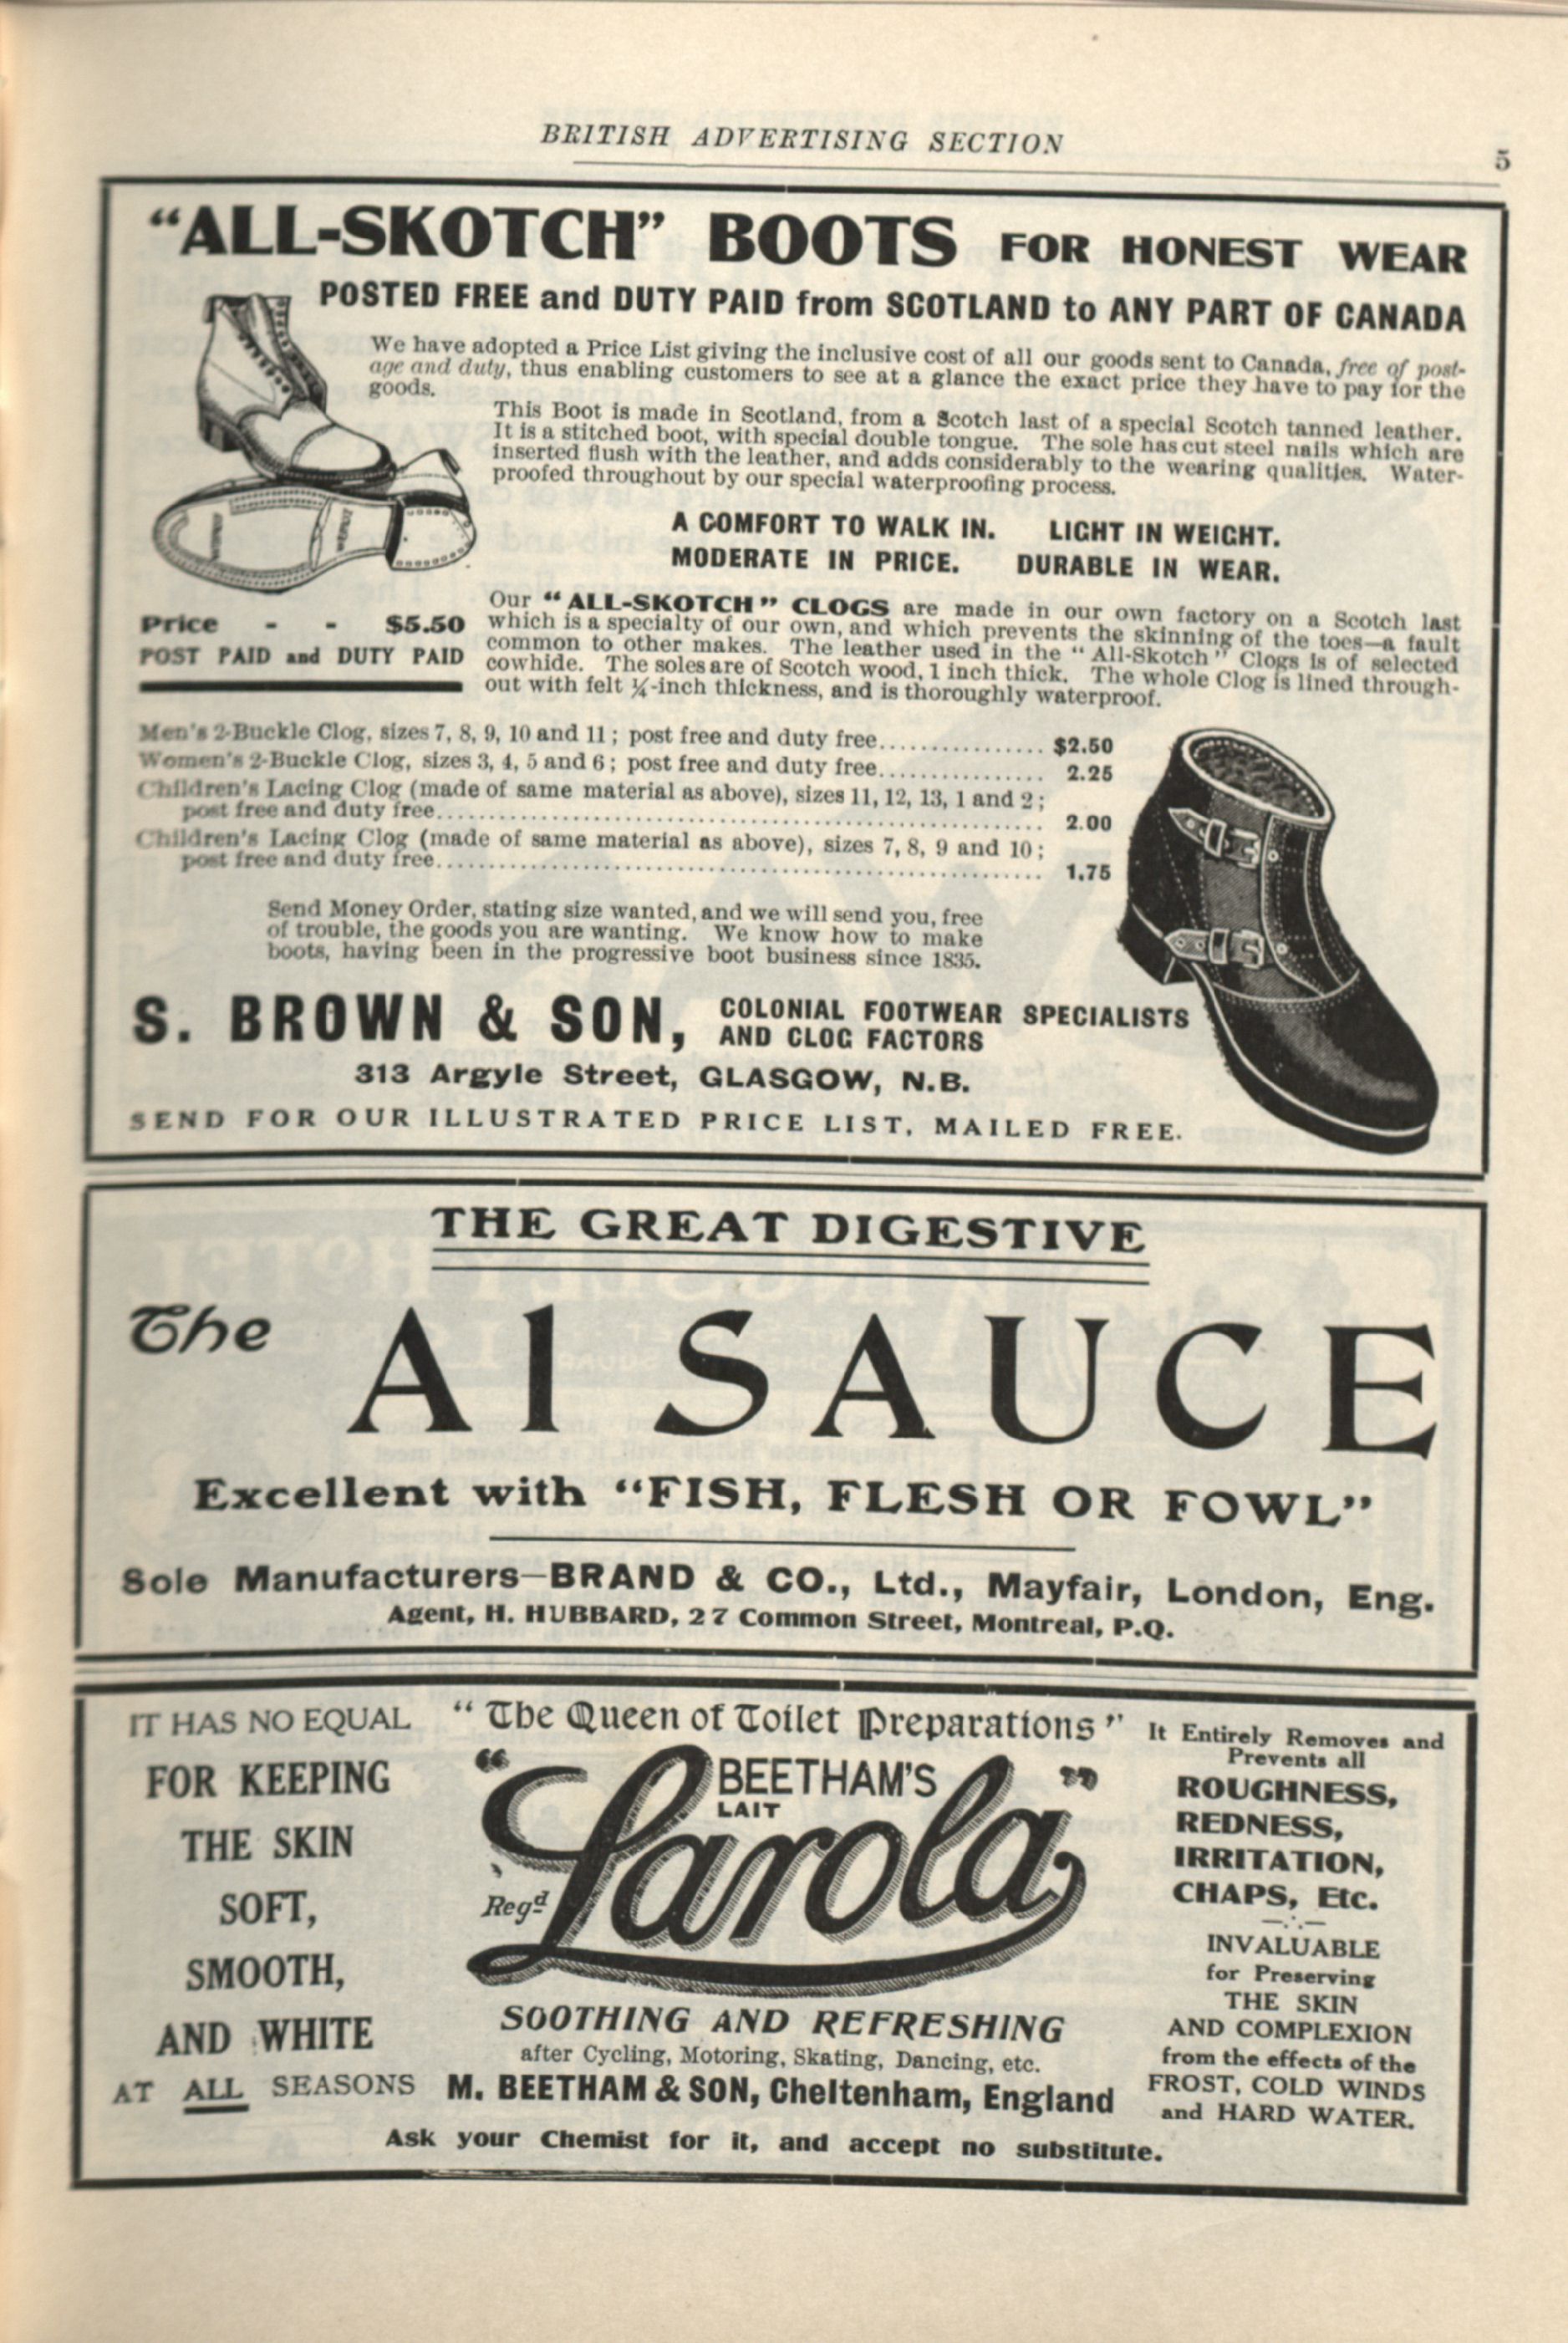 BRITISH ADVERTISING SECTION
5
"ALL-SKOTCH" BOOTS FOR HONEST WEAR
POSTED FREE and DUTY PAID from SCOTLAND to ANY PART OF CANADA
We have adopted a Price List giving the inclusive cost of all our goods sent to Canada, free of post-
age and duty, thus enabling customers to see at a glance the exact price they have to pay for the
goods.
This Boot is made in Scotland, from a Scotch last of a special Scotch tanned leather.
It is a stitched boot, with special double tongue. The sole has cut steel nails which are
inserted flush with the leather, and adds considerably to the wearing qualities. Water-
proofed throughout by our special waterproofing process.
A COMFORT TO WALK IN. LIGHT IN WEIGHT.
MODERATE IN PRICE. DURABLE IN WEAR.
Price - - $5.50
POST PAID and DUTY PAID
Our "ALL-SKOTCH" CLOGS are made in our own factory on a Scotch last
which is a specialty of our own, and which prevents the skinning of the toes—a fault
common to other makes. The leather used in the "All-Skotch" Clogs is of selected
cowhide. The soles are of Scotch wood, 1 inch thick. The whole Clog is lined through-
out with felt ¼-inch thickness, and is thoroughly waterproof.
Men's 2-Buckle Clog, sizes 7, 8, 9, 10 and 11; post free and duty free................ $2.50
Women's 2-Buckle Clog, sizes 3, 4, 5 and 6; post free and duty free................ 2.25
Children's Lacing Clog (made of same material as above), sizes 11, 12, 13, 1 and 2;
post free and duty free................................................................ 2.00
Children's Lacing Clog (made of same material as above), sizes 7, 8, 9 and 10;
post free and duty free................................................................ 1.75
Send Money Order, stating size wanted, and we will send you, free
of trouble, the goods you are wanting. We know how to make
boots, having been in the progressive boot business since 1835.
S. BROWN & SON, COLONIAL FOOTWEAR SPECIALISTS
AND CLOG FACTORS
313 Argyle Street, GLASGOW, N.B.
SEND FOR OUR ILLUSTRATED PRICE LIST, MAILED FREE.
THE GREAT DIGESTIVE
The A1 SAUCE
Excellent with "FISH, FLESH OR FOWL"
Sole Manufacturers—BRAND & CO., Ltd., Mayfair, London, Eng.
Agent, H. HUBBARD, 27 Common Street, Montreal, P.Q.
IT HAS NO EQUAL
FOR KEEPING
THE SKIN
SOFT,
SMOOTH,
AND WHITE
AT ALL SEASONS
"The Queen of Toilet Preparations"
BEETHAM'S
LAIT
"Larola"
Regd
SOOTHING AND REFRESHING
after Cycling, Motoring, Skating, Dancing, etc.
M. BEETHAM & SON, Cheltenham, England
It Entirely Removes and
Prevents all
ROUGHNESS,
REDNESS,
IRRITATION,
CHAPS, Etc.
INVALUABLE
for Preserving
THE SKIN
AND COMPLEXION
from the effects of the
FROST, COLD WINDS
and HARD WATER.
Ask your Chemist for it, and accept no substitute.